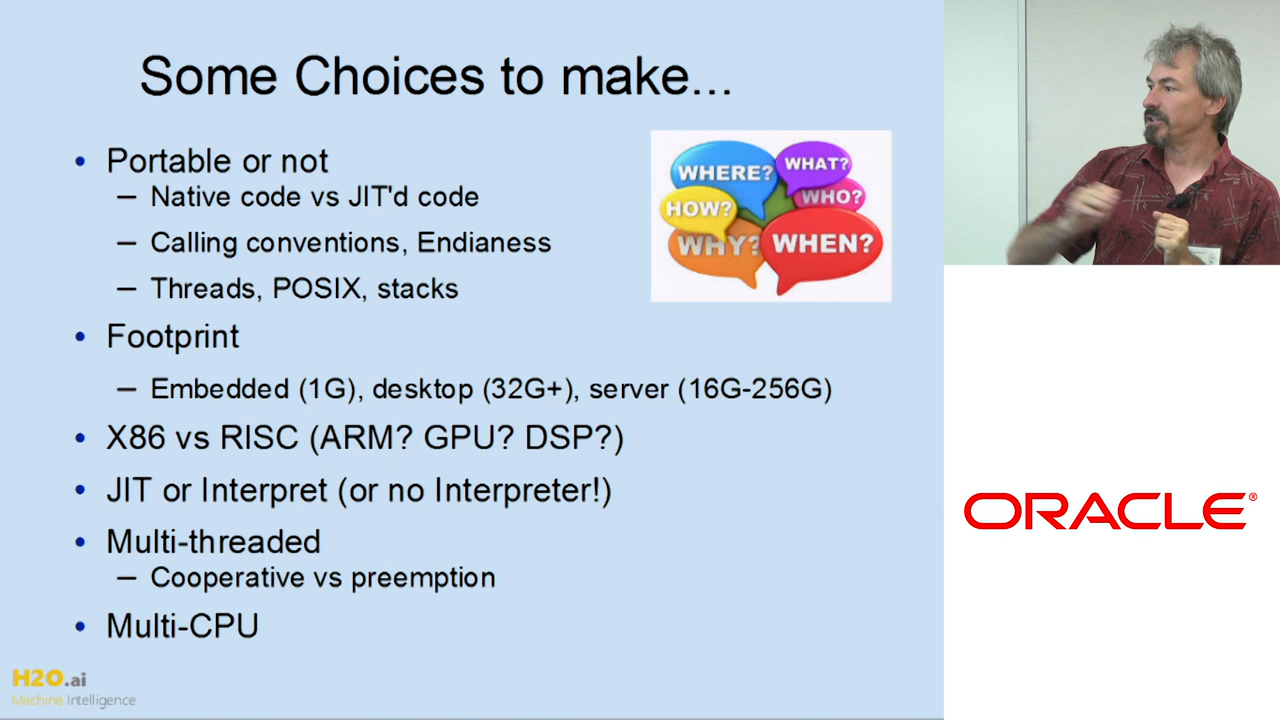 Some Choices to make...
• Portable or not
– Native code vs JIT'd code
– Calling conventions, Endianess
– Threads, POSIX, stacks
• Footprint
– Embedded (1G), desktop (32G+), server (16G-256G)
• X86 vs RISC (ARM? GPU? DSP?)
• JIT or Interpret (or no Interpreter!)
• Multi-threaded
– Cooperative vs preemption
• Multi-CPU
WHERE?
WHAT?
HOW?
WHO?
WHY?
WHEN?
H2O.ai
Machine Intelligence
ORACLE®